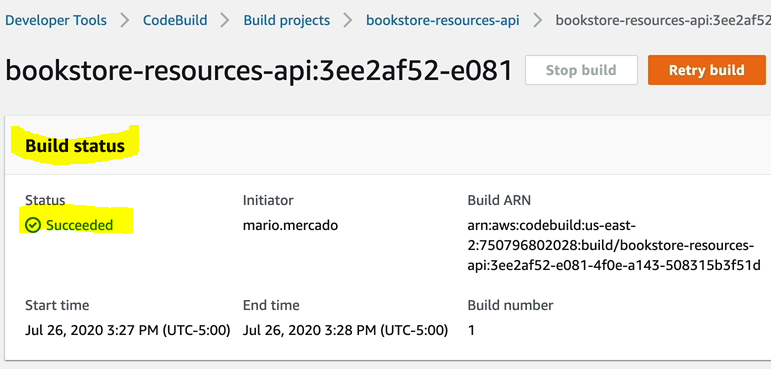 Developer Tools > CodeBuild > Build projects > bookstore-resources-api > bookstore-resources-api:3ee2af52
bookstore-resources-api:3ee2af52-e081 Stop build Retry build
Build status
Status Initiator Build ARN
Succeeded mario.mercado arn:aws:codebuild:us-east-
2:750796802028:build/bookstore-resources-
api:3ee2af52-e081-4f0e-a143-508315b3f51d
Start time End time Build number
Jul 26, 2020 3:27 PM (UTC-5:00) Jul 26, 2020 3:28 PM (UTC-5:00) 1